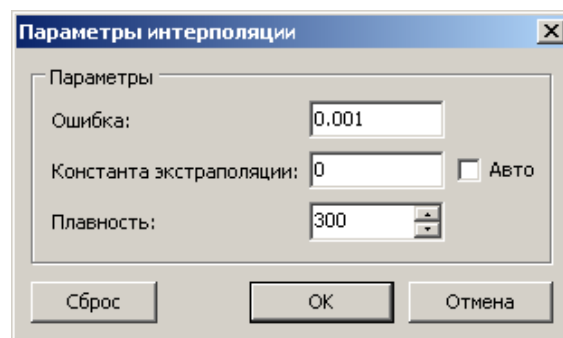 Параметры интерполяции
Параметры
Ошибка: 0.001
Константа экстраполяции: 0 Авто
Плавность: 300
Сброс OK Отмена